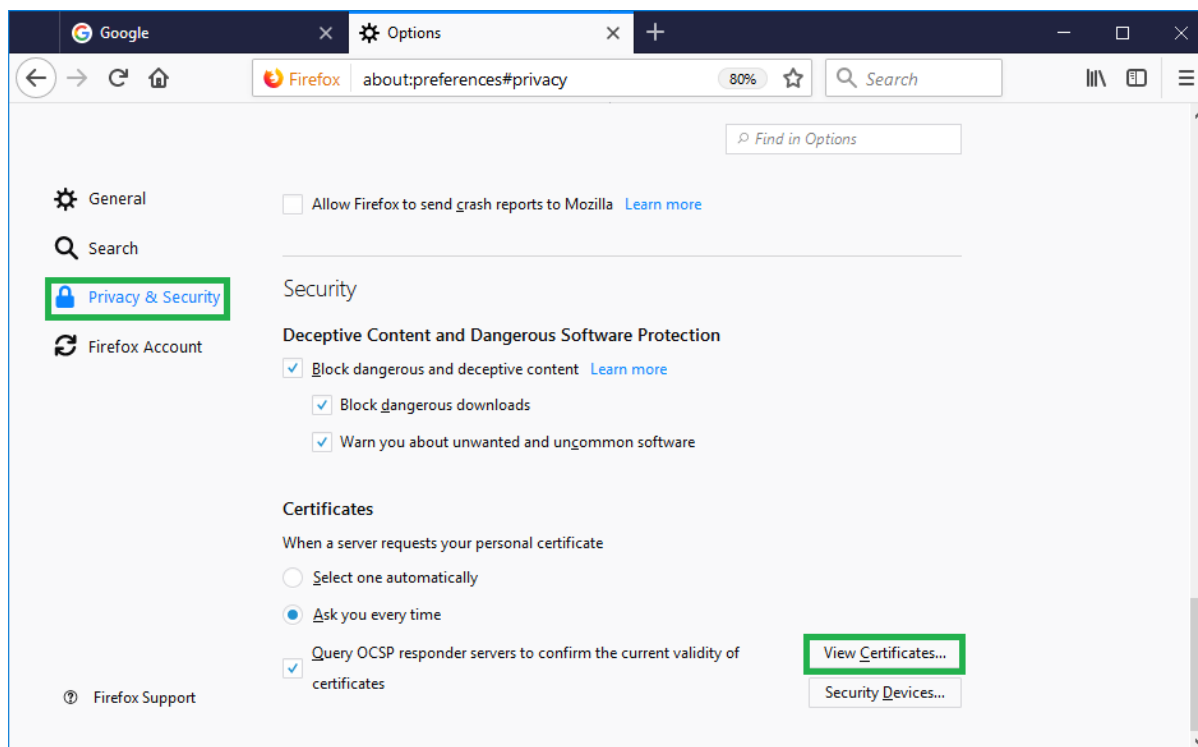 Google
Options
Firefox
about:preferences#privacy
80%
Search
Find in Options
General
Search
Privacy & Security
Firefox Account
Firefox Support
Allow Firefox to send crash reports to Mozilla Learn more
Security
Deceptive Content and Dangerous Software Protection
Block dangerous and deceptive content Learn more
Block dangerous downloads
Warn you about unwanted and uncommon software
Certificates
When a server requests your personal certificate
Select one automatically
Ask you every time
Query OCSP responder servers to confirm the current validity of
certificates
View Certificates...
Security Devices...